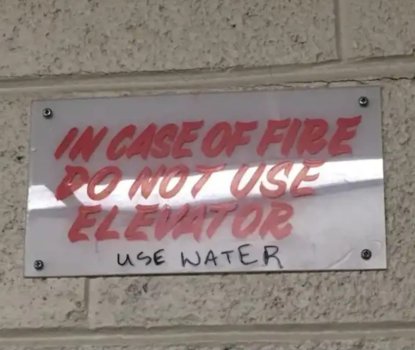 IN CASE OF FIRE
DO NOT USE
ELEVATOR
USE WATER